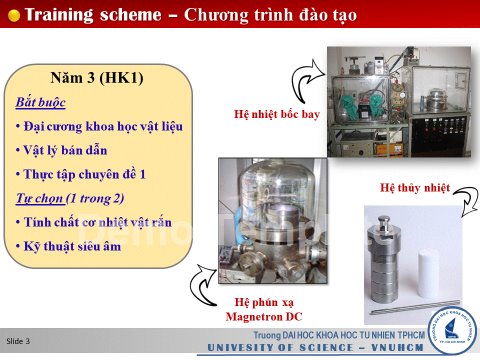 Training scheme – Chương trình đào tạo
Năm 3 (HK1)
Bắt buộc
• Đại cương khoa học vật liệu
• Vật lý bán dẫn
• Thực tập chuyên đề 1
Tự chọn (1 trong 2)
• Tính chất cơ nhiệt vật rắn
• Kỹ thuật siêu âm
Hệ nhiệt bốc bay
Hệ thủy nhiệt
Hệ phún xạ
Magnetron DC
Slide 3
Truong DAI HOC KHOA HOC TU NHIEN TPHCM
UNIVESITY OF SCIENCE – VNUHCM